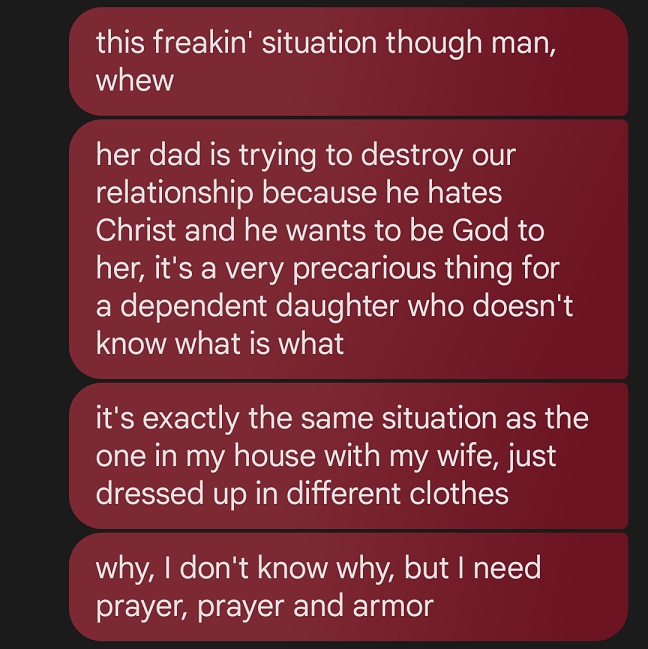 this freakin' situation though man,
whew
her dad is trying to destroy our
relationship because he hates
Christ and he wants to be God to
her, it's a very precarious thing for
a dependent daughter who doesn't
know what is what
it's exactly the same situation as the
one in my house with my wife, just
dressed up in different clothes
why, I don't know why, but I need
prayer, prayer and armor